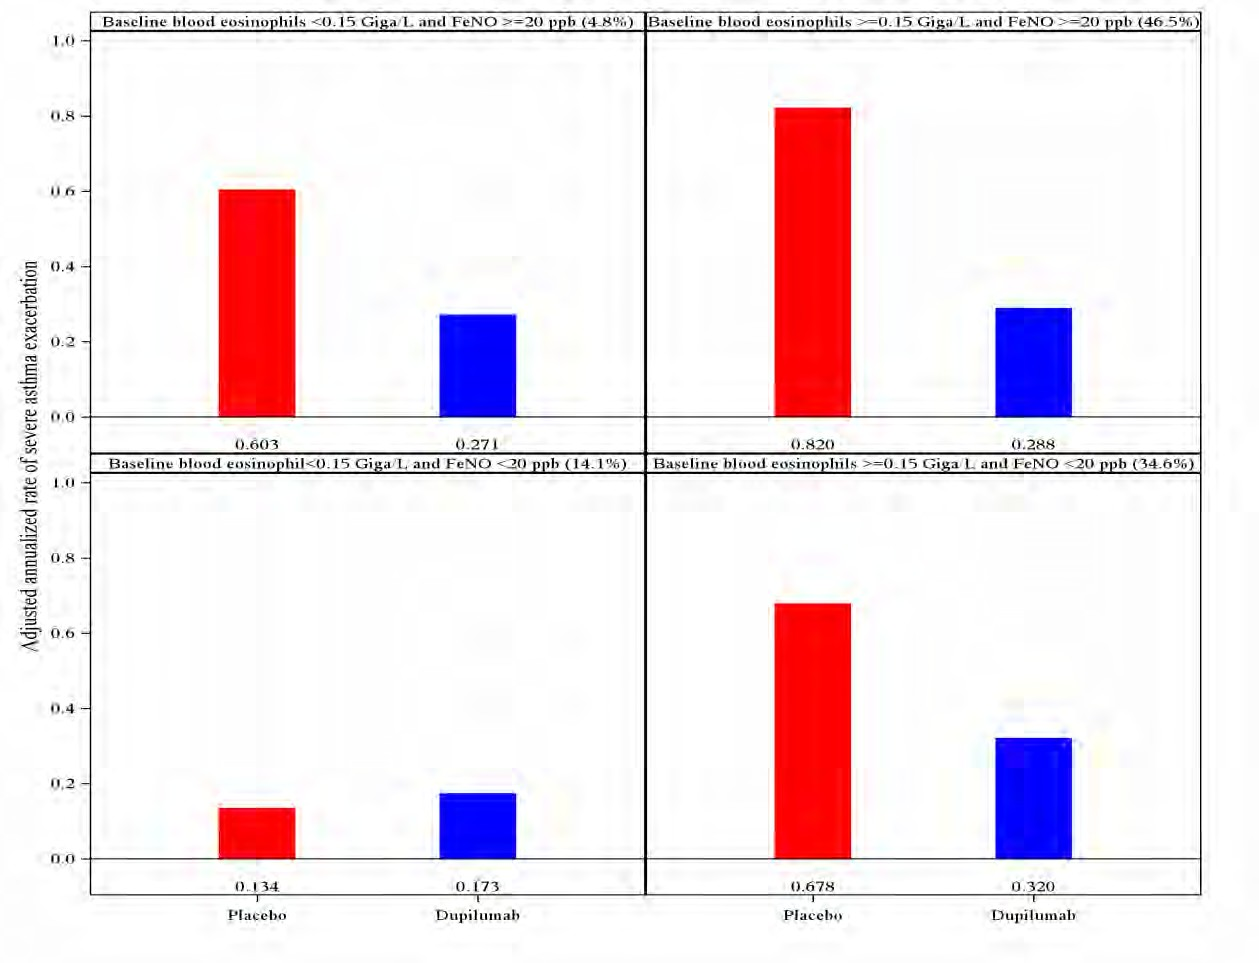 Baseline blood eosinophils <0.15 Giga/L and FeNO >=20 ppb (4.8%)
Baseline blood eosinophils >=0.15 Giga/L and FeNO >=20 ppb (46.5%)
Adjusted annualized rate of severe asthma exacerbation
1.0
0.8
0.6
0.4
0.2
0.0
0.603
0.271
0.820
0.288
Baseline blood eosinophil<0.15 Giga/L and FeNO <20 ppb (14.1%)
Baseline blood eosinophils >=0.15 Giga/L and FeNO <20 ppb (34.6%)
1.0
0.8
0.6
0.4
0.2
0.0
0.134
0.173
0.678
0.320
Placebo
Dupilumab
Placebo
Dupilumab